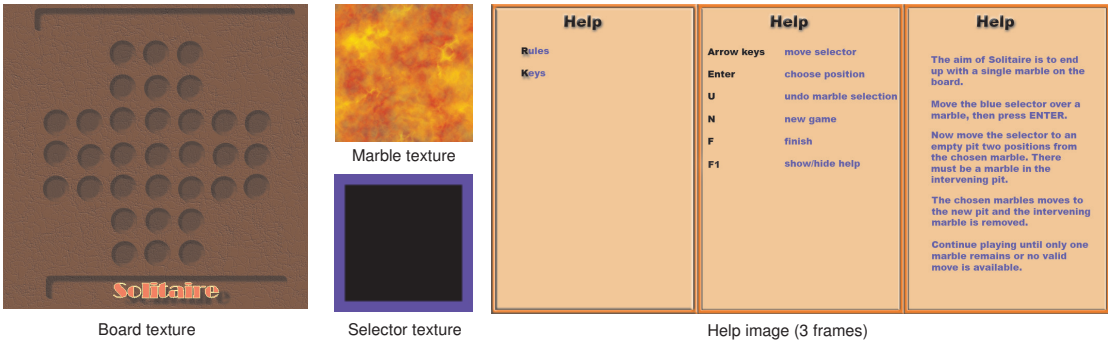 Solitaire
Board texture
Marble texture
Selector texture
Help
Rules
Keys
Help
Arrow keys move selector
Enter choose position
U undo marble selection
N new game
F finish
F1 show/hide help
Help
The aim of Solitaire is to end
up with a single marble on the
board.
Move the blue selector over a
marble, then press ENTER.
Now move the selector to an
empty pit two positions from
the chosen marble. There
must be a marble in the
intervening pit.
The chosen marbles moves to
the new pit and the intervening
marble is removed.
Continue playing until only one
marble remains or no valid
move is available.
Help image (3 frames)